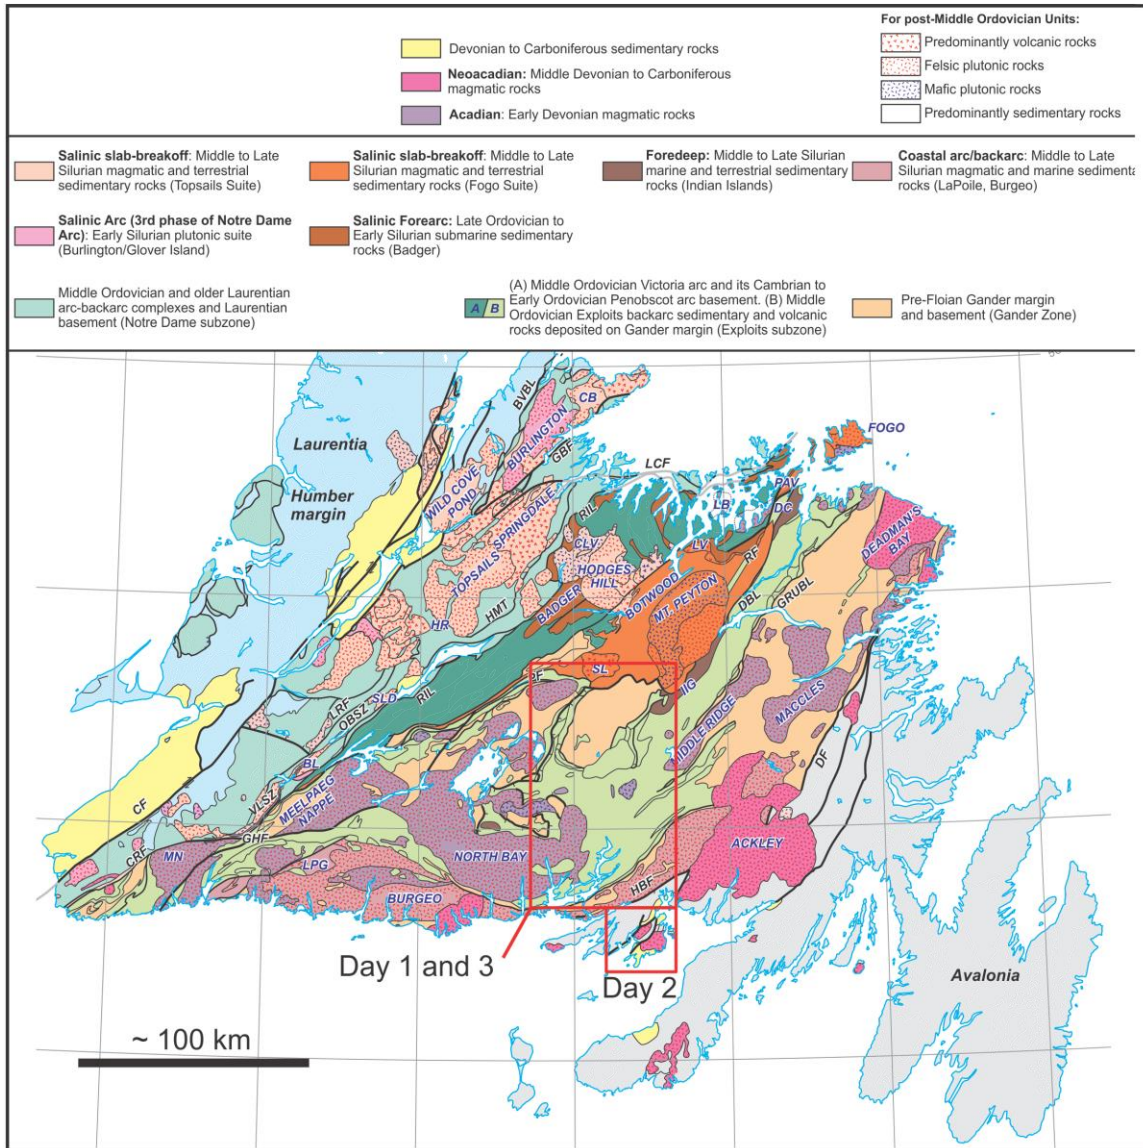 For post-Middle Ordovician Units:
Predominantly volcanic rocks
Felsic plutonic rocks
Mafic plutonic rocks
Predominantly sedimentary rocks
Devonian to Carboniferous sedimentary rocks
Neoacadian: Middle Devonian to Carboniferous
magmatic rocks
Acadian: Early Devonian magmatic rocks
Salinic slab-breakoff: Middle to Late
Silurian magmatic and terrestrial
sedimentary rocks (Topsails Suite)
Salinic slab-breakoff: Middle to Late
Silurian magmatic and terrestrial
sedimentary rocks (Fogo Suite)
Foredeep: Middle to Late Silurian
marine and terrestrial sedimentary
rocks (Indian Islands)
Coastal arc/backarc: Middle to Late
Silurian magmatic and marine sedimenta
rocks (LaPoile, Burgeo)
Salinic Arc (3rd phase of Notre Dame
Arc): Early Silurian plutonic suite
(Burlington/Glover Island)
Salinic Forearc: Late Ordovician to
Early Silurian submarine sedimentary
rocks (Badger)
Middle Ordovician and older Laurentian
arc-backarc complexes and Laurentian
basement (Notre Dame subzone)
A B
(A) Middle Ordovician Victoria arc and its Cambrian to
Early Ordovician Penobscot arc basement. (B) Middle
Ordovician Exploits backarc sedimentary and volcanic
rocks deposited on Gander margin (Exploits subzone)
Pre-Floian Gander margin
and basement (Gander Zone)
Laurentia
Humber
margin
BVBL
BURLINGTON
CB
GBF
WILD COVE
POND
SPRINGDALE
TOPSAILS
LCF
FOGO
PAV
LB
DC
RIL
CLV
LV
RF
HODGES
HILL
DEADMAN'S
BAY
BADGER
BOTWOOD
MT. PEYTON
HMT
HR
DBL
GRUBL
SL
SLD
RIL
LRF
OBSZ
IIG
MIDDLE RIDGE
MACCLES
DF
BL
VLSZ
MEELPAEG
NAPPE
CF
GHF
CRF
MN
LPG
NORTH BAY
BURGEO
HBF
ACKLEY
Day 1 and 3
Day 2
Avalonia
~ 100 km